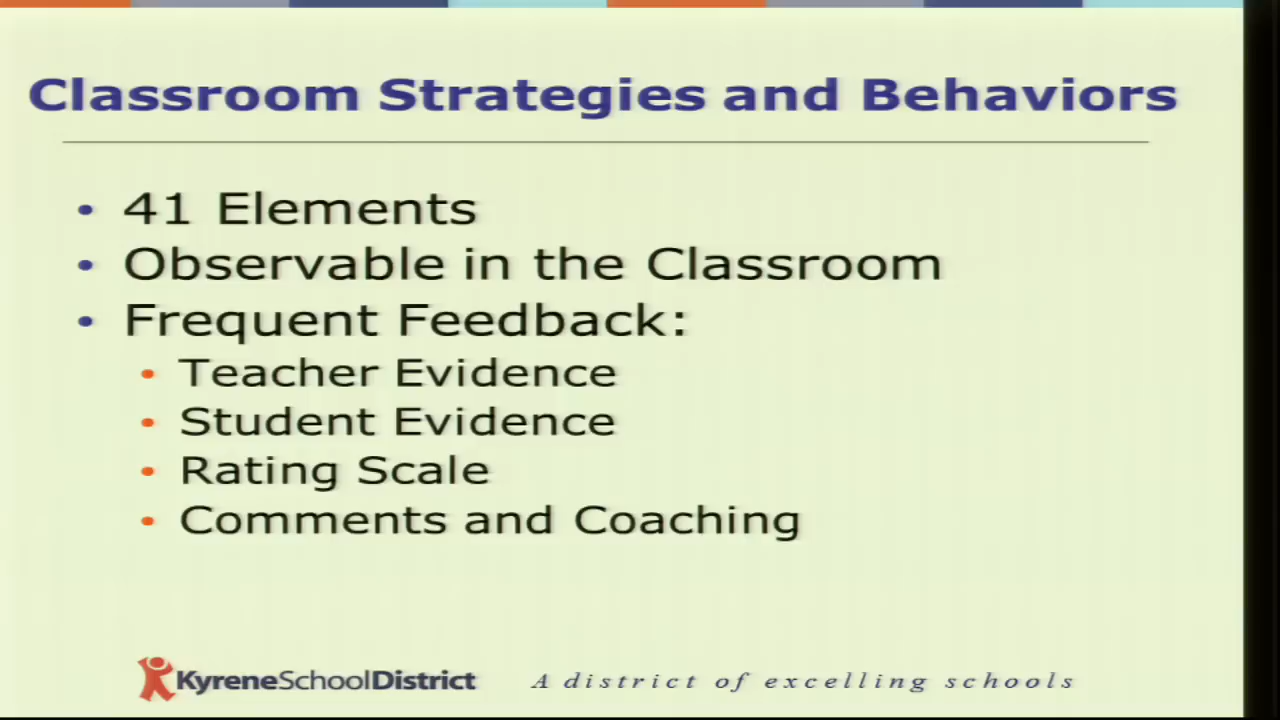 Classroom Strategies and Behaviors
• 41 Elements
• Observable in the Classroom
• Frequent Feedback:
• Teacher Evidence
• Student Evidence
• Rating Scale
• Comments and Coaching
KyreneSchoolDistrict A district of excelling schools